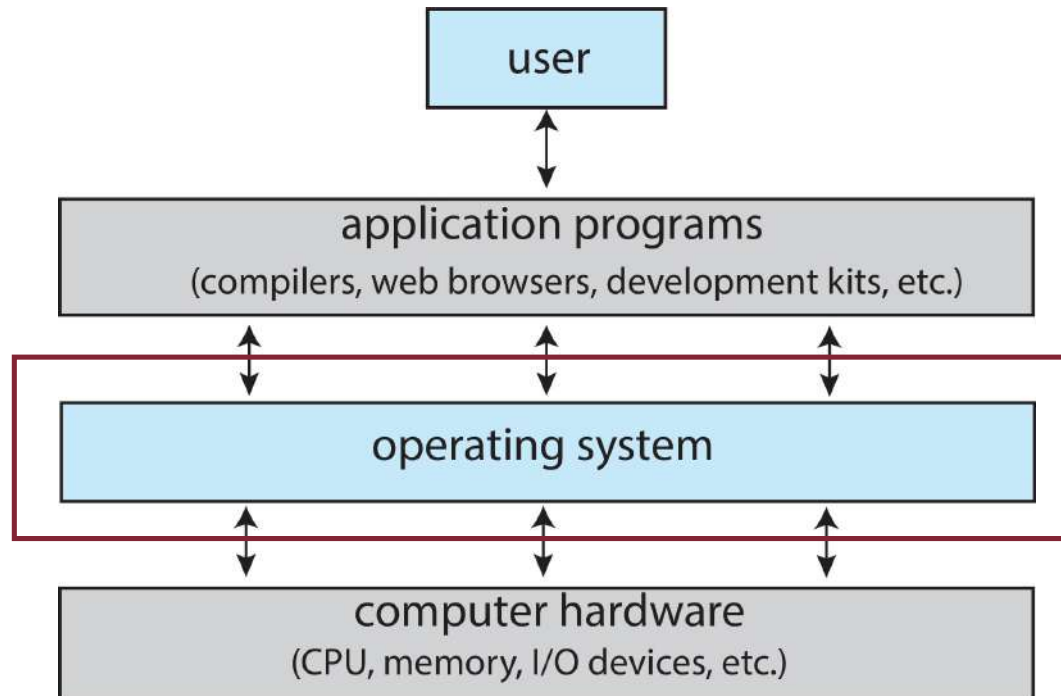 user
application programs
(compilers, web browsers, development kits, etc.)
operating system
computer hardware
(CPU, memory, I/O devices, etc.)